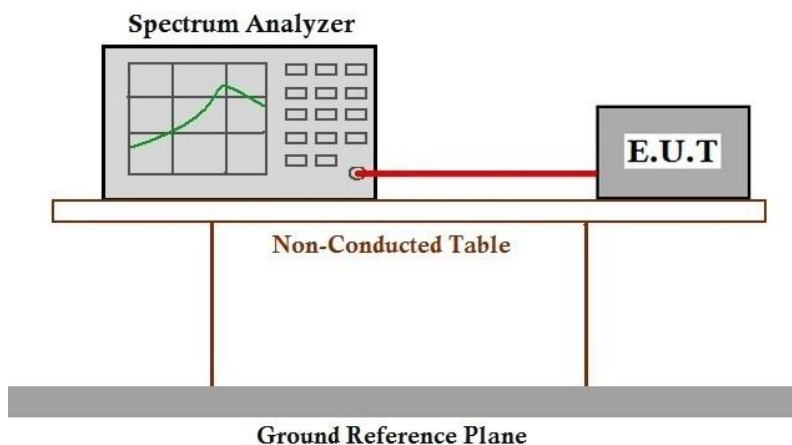 Spectrum Analyzer
E.U.T
Non-Conducted Table
Ground Reference Plane